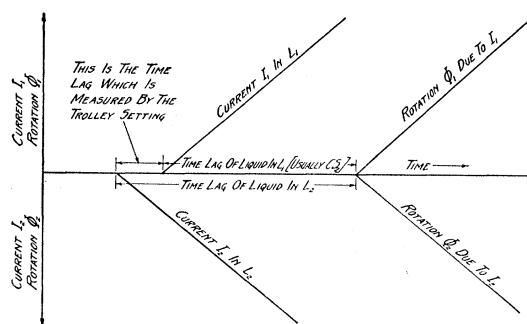 THIS IS THE TIME
LAG WHICH IS
MEASURED BY THE
TROLLEY SETTING
CURRENT I₁
ROTATION Φ₁
CURRENT I₁ IN L₁
ROTATION Φ₁ DUE TO I₁
TIME LAG OF LIQUID IN L₁ [USUALLY CS₂]
TIME
TIME LAG OF LIQUID IN L₂
CURRENT I₂
ROTATION Φ₂
CURRENT I₂ IN L₂
ROTATION Φ₂ DUE TO I₂